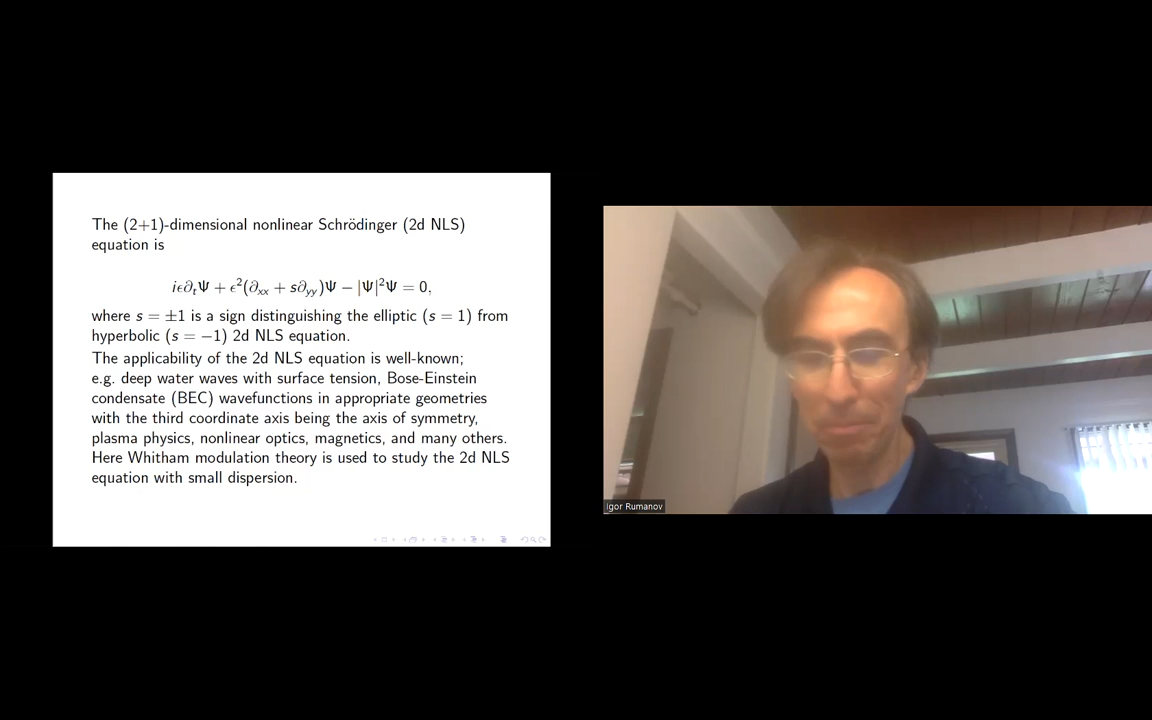 The (2+1)-dimensional nonlinear Schrödinger (2d NLS)
equation is
iϵ∂ₜΨ + ϵ²(∂ₓₓ + s∂_yy)Ψ − |Ψ|²Ψ = 0,
where s = ±1 is a sign distinguishing the elliptic (s = 1) from
hyperbolic (s = −1) 2d NLS equation.
The applicability of the 2d NLS equation is well-known;
e.g. deep water waves with surface tension, Bose-Einstein
condensate (BEC) wavefunctions in appropriate geometries
with the third coordinate axis being the axis of symmetry,
plasma physics, nonlinear optics, magnetics, and many others.
Here Whitham modulation theory is used to study the 2d NLS
equation with small dispersion.
Igor Rumanov